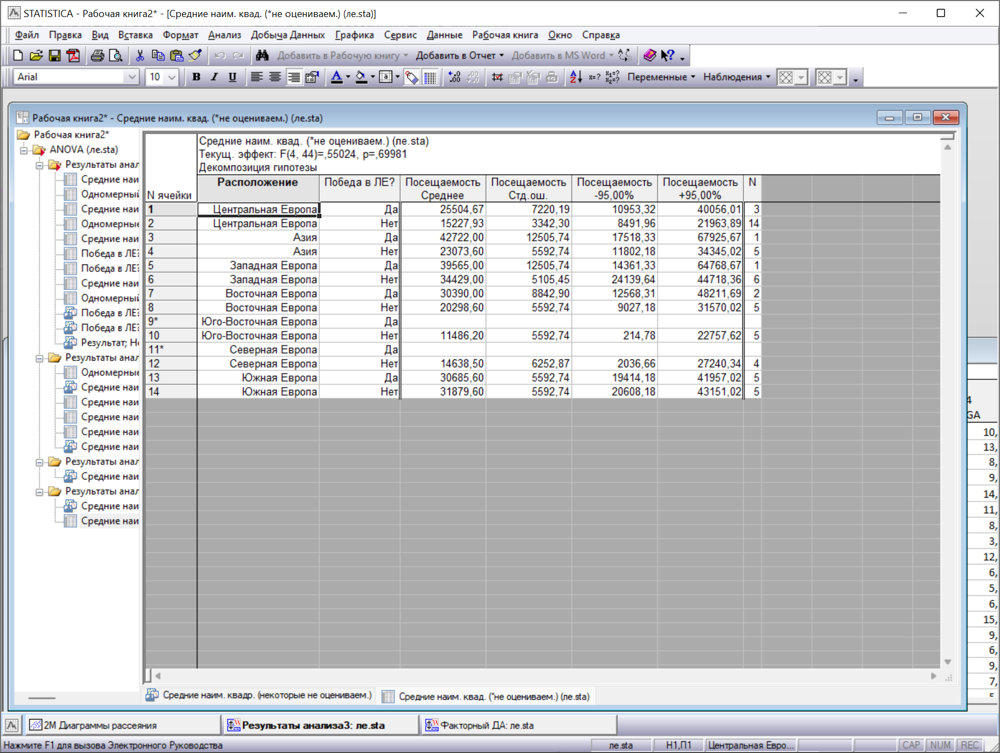 STATISTICA - Рабочая книга2* - [Средние наим. квад. (*не оцениваем.) (ле.sta)]
Файл Правка Вид Вставка Формат Анализ Добыча Данных Графика Сервис Данные Рабочая книга Окно Справка
Добавить в Рабочую книгу Добавить в Отчет Добавить в MS Word
Arial 10 B I U Переменные Наблюдения
Рабочая книга2* - Средние наим. квад. (*не оцениваем.) (ле.sta)
Рабочая книга2*
ANOVA (ле.sta)
Результаты анал
Средние наи
Одномерный
Средние наи
Одномерные
Средние наи
Победа в ЛЕ?
Победа в ЛЕ?
Средние наи
Одномерный
Победа в ЛЕ?
Победа в ЛЕ?
Результат; Н
Результаты анал
Одномерные
Средние наи
Средние наи
Средние наи
Средние наи
Средние наи
Результаты анал
Средние наи
Результаты анал
Средние наи
Средние наи
Средние наим. квад. (*не оцениваем.) (ле.sta)
Текущ. эффект: F(4, 44)=,55024, p=,69981
Декомпозиция гипотезы
N ячейки Расположение Победа в ЛЕ? Посещаемость Среднее Посещаемость Стд.ош. Посещаемость -95,00% Посещаемость +95,00% N
1 Центральная Европа Да 25504,67 7220,19 10953,32 40056,01 3
2 Центральная Европа Нет 15227,93 3342,30 8491,96 21963,89 14
3 Азия Да 42722,00 12505,74 17518,33 67925,67 1
4 Азия Нет 23073,60 5592,74 11802,18 34345,02 5
5 Западная Европа Да 39565,00 12505,74 14361,33 64768,67 1
6 Западная Европа Нет 34429,00 5105,45 24139,64 44718,36 6
7 Восточная Европа Да 30390,00 8842,90 12568,31 48211,69 2
8 Восточная Европа Нет 20298,60 5592,74 9027,18 31570,02 5
9* Юго-Восточная Европа Да
10 Юго-Восточная Европа Нет 11486,20 5592,74 214,78 22757,62 5
11* Северная Европа Да
12 Северная Европа Нет 14638,50 6252,87 2036,66 27240,34 4
13 Южная Европа Да 30685,60 5592,74 19414,18 41957,02 5
14 Южная Европа Нет 31879,60 5592,74 20608,18 43151,02 5
4
GA
10,
13,
8,
9,
14,
11,
8,
3,
12,
6,
5,
6,
15,
9,
6,
9,
7,
Средние наим. квадр. (некоторые не оцениваем.) Средние наим. квад. (*не оцениваем.) (ле.sta)
2М Диаграммы рассеяния Результаты анализа3: ле.sta Факторный ДА: ле.sta
Нажмите F1 для вызова Электронного Руководства ле.sta Н1,П1 Центральная Евро... CAP NUM REC